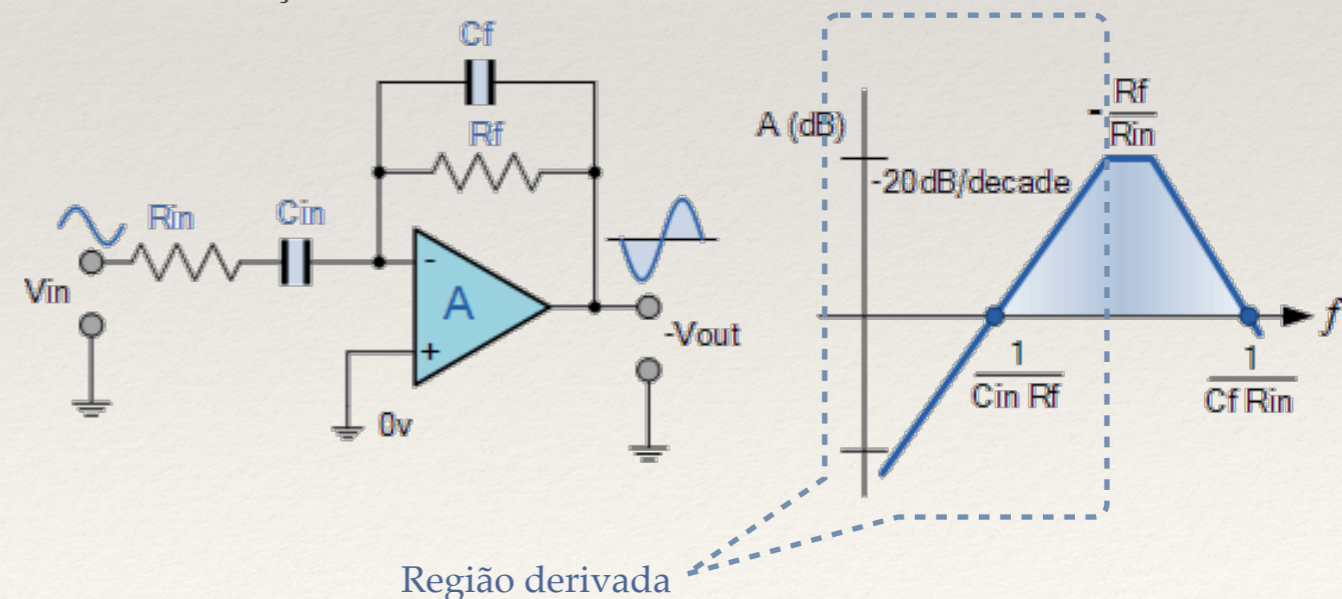 Cf
Rf
Rin
Cin
Vin
-
A
+
0v
-Vout
A (dB)
-20dB/decade
- Rf
Rin
f
1
Cin Rf
1
Cf Rin
Região derivada